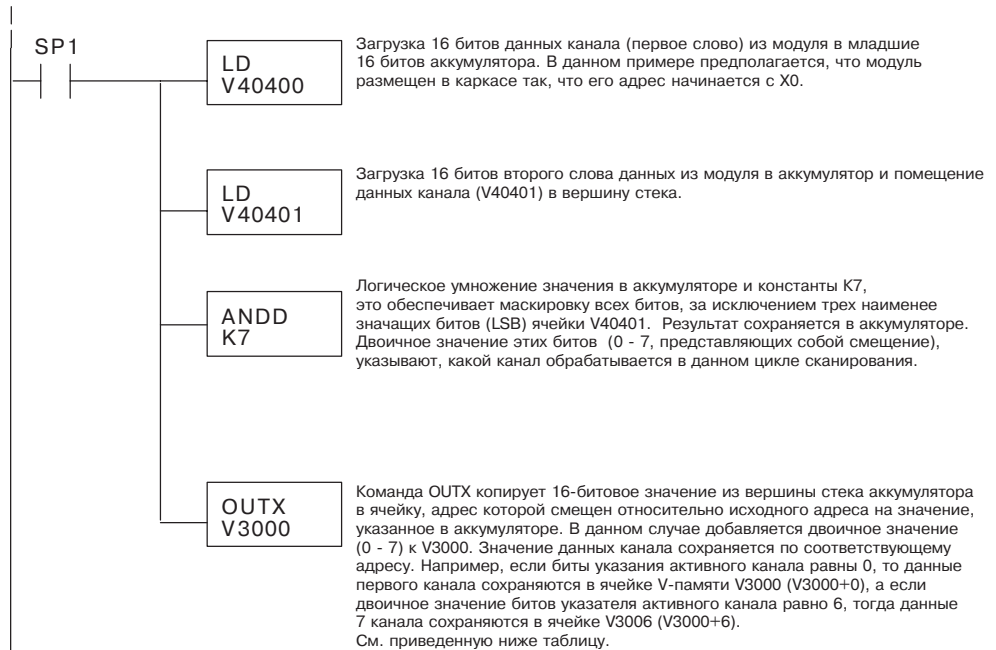 SP1
LD
V40400
Загрузка 16 битов данных канала (первое слово) из модуля в младшие
16 битов аккумулятора. В данном примере предполагается, что модуль
размещен в каркасе так, что его адрес начинается с X0.
LD
V40401
Загрузка 16 битов второго слова данных из модуля в аккумулятор и помещение
данных канала (V40401) в вершину стека.
ANDD
K7
Логическое умножение значения в аккумуляторе и константы K7,
это обеспечивает маскировку всех битов, за исключением трех наименее
значащих битов (LSB) ячейки V40401. Результат сохраняется в аккумуляторе.
Двоичное значение этих битов (0 - 7, представляющих собой смещение),
указывают, какой канал обрабатывается в данном цикле сканирования.
OUTX
V3000
Команда OUTX копирует 16-битовое значение из вершины стека аккумулятора
в ячейку, адрес которой смещен относительно исходного адреса на значение,
указанное в аккумуляторе. В данном случае добавляется двоичное значение
(0 - 7) к V3000. Значение данных канала сохраняется по соответствующему
адресу. Например, если биты указания активного канала равны 0, то данные
первого канала сохраняются в ячейке V-памяти V3000 (V3000+0), а если
двоичное значение битов указателя активного канала равно 6, тогда данные
7 канала сохраняются в ячейке V3006 (V3000+6).
См. приведенную ниже таблицу.